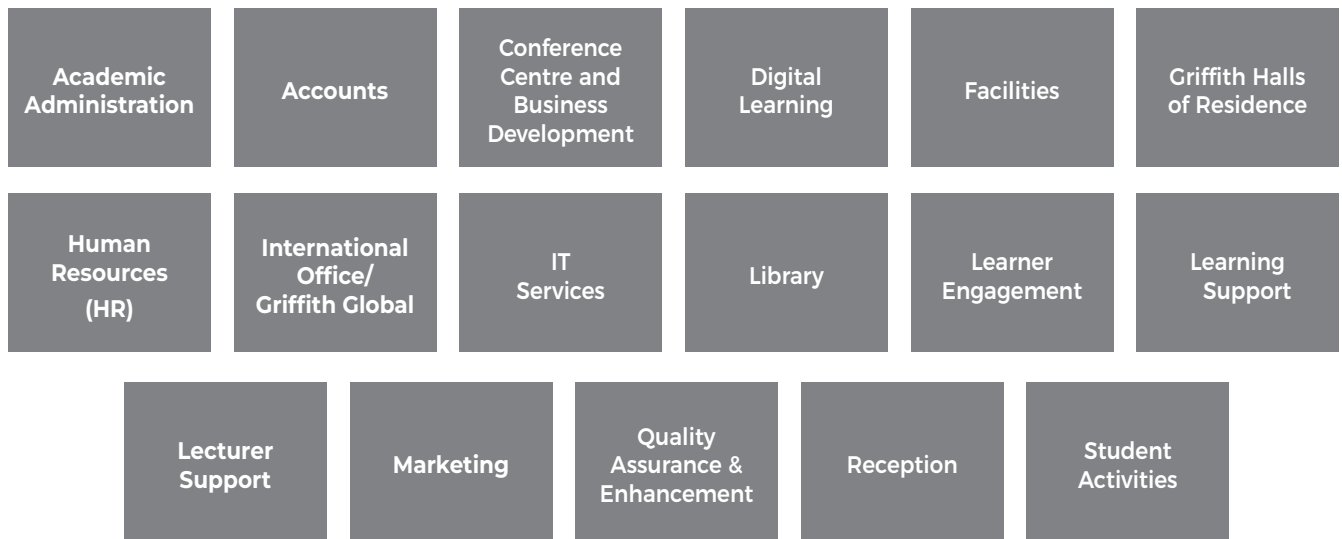 Academic
Administration
Accounts
Conference
Centre and
Business
Development
Digital
Learning
Facilities
Griffith Halls
of Residence
Human
Resources
(HR)
International
Office/
Griffith Global
IT
Services
Library
Learner
Engagement
Learning
Support
Lecturer
Support
Marketing
Quality
Assurance &
Enhancement
Reception
Student
Activities